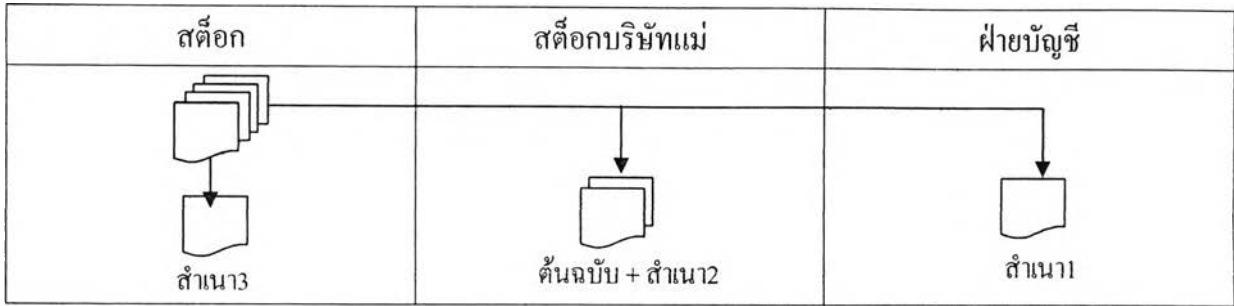 สต็อก สต็อกบริษัทแม่ ฝ่ายบัญชี
สำเนา3 ต้นฉบับ + สำเนา2 สำเนา1